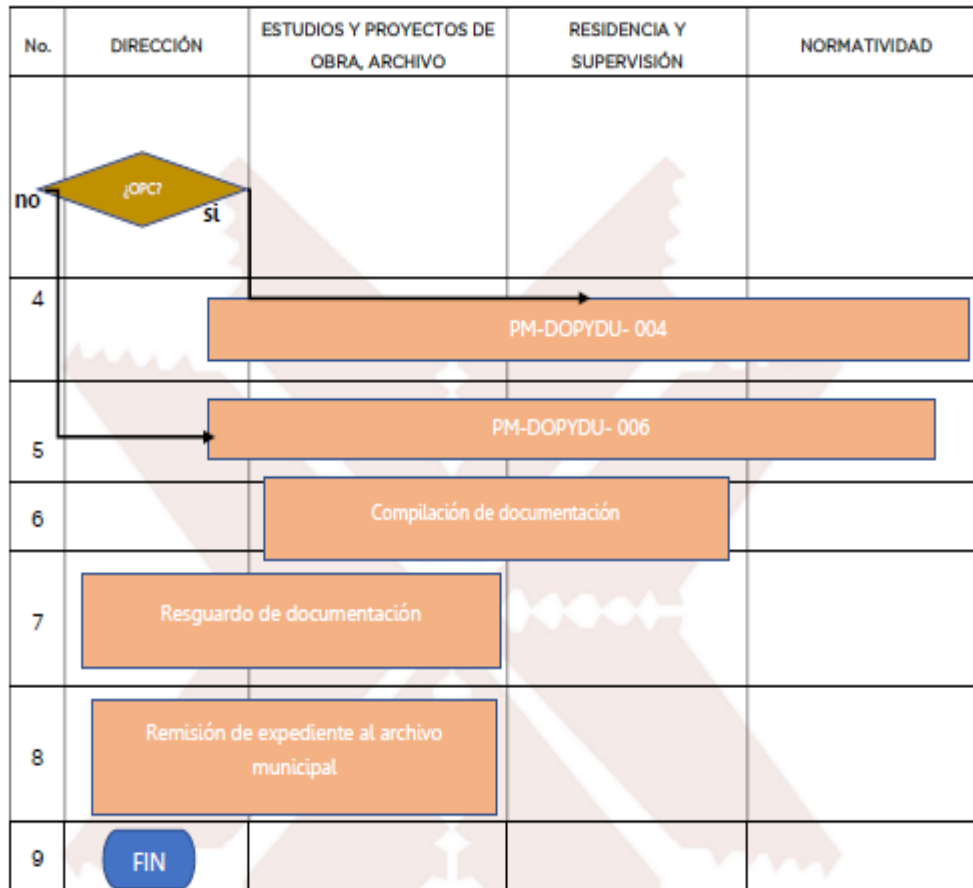 No.
DIRECCIÓN
ESTUDIOS Y PROYECTOS DE
OBRA, ARCHIVO
RESIDENCIA Y
SUPERVISIÓN
NORMATIVIDAD
¿OPC?
no
si
4
PM-DOPYDU- 004
5
PM-DOPYDU- 006
6
Compilación de documentación
7
Resguardo de documentación
8
Remisión de expediente al archivo
municipal
9
FIN